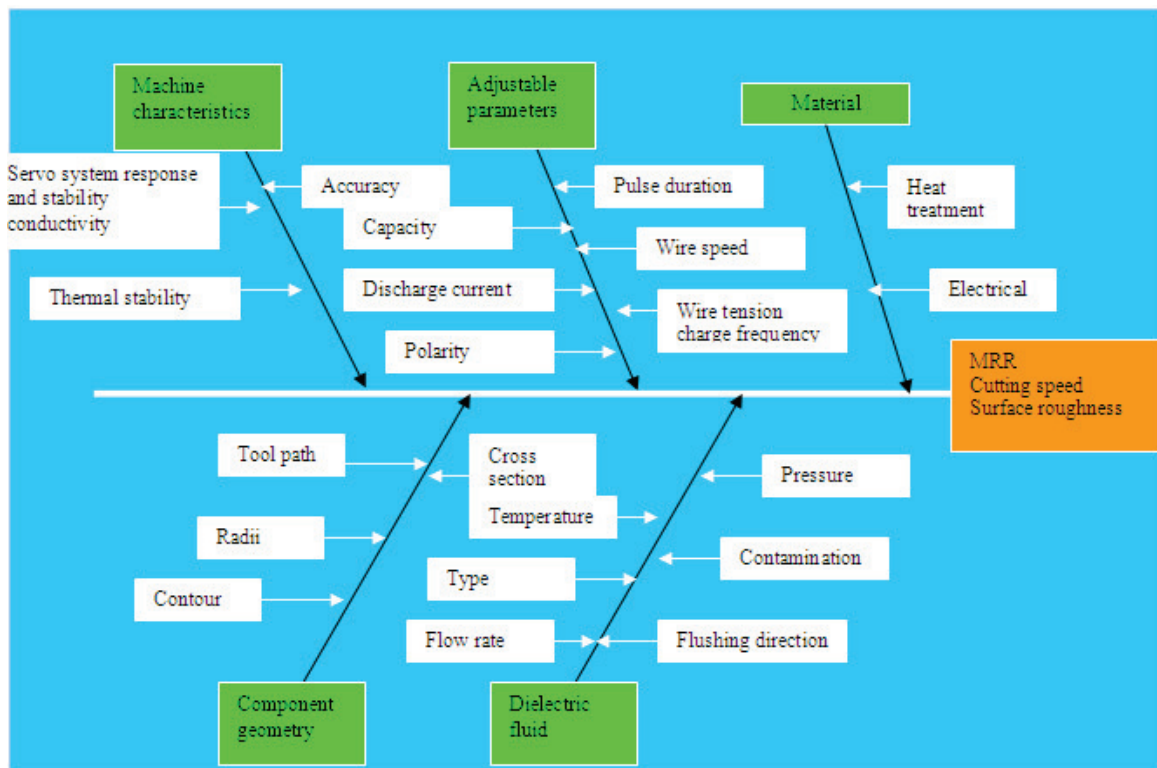 Machine
characteristics
Adjustable
parameters
Material
Servo system response
and stability
conductivity
Accuracy
Thermal stability
Pulse duration
Capacity
Wire speed
Discharge current
Wire tension
charge frequency
Polarity
Heat
treatment
Electrical
MRR
Cutting speed
Surface roughness
Tool path
Cross
section
Radii
Contour
Pressure
Temperature
Contamination
Type
Flow rate
Flushing direction
Component
geometry
Dielectric
fluid